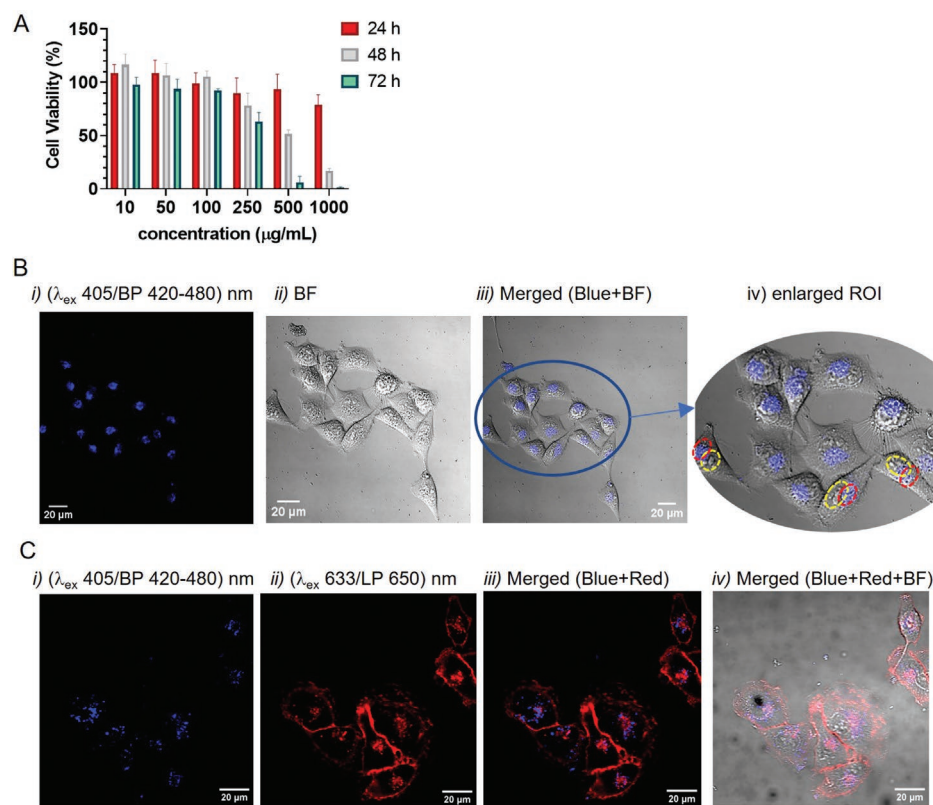 A
Cell Viability (%)
150
100
50
0
24 h
48 h
72 h
10 50 100 250 500 1000
concentration (μg/mL)
B
i) (λex 405/BP 420-480) nm
ii) BF
iii) Merged (Blue+BF)
iv) enlarged ROI
20 μm
20 μm
20 μm
C
i) (λex 405/BP 420-480) nm
ii) (λex 633/LP 650) nm
iii) Merged (Blue+Red)
iv) Merged (Blue+Red+BF)
20 μm
20 μm
20 μm
20 μm